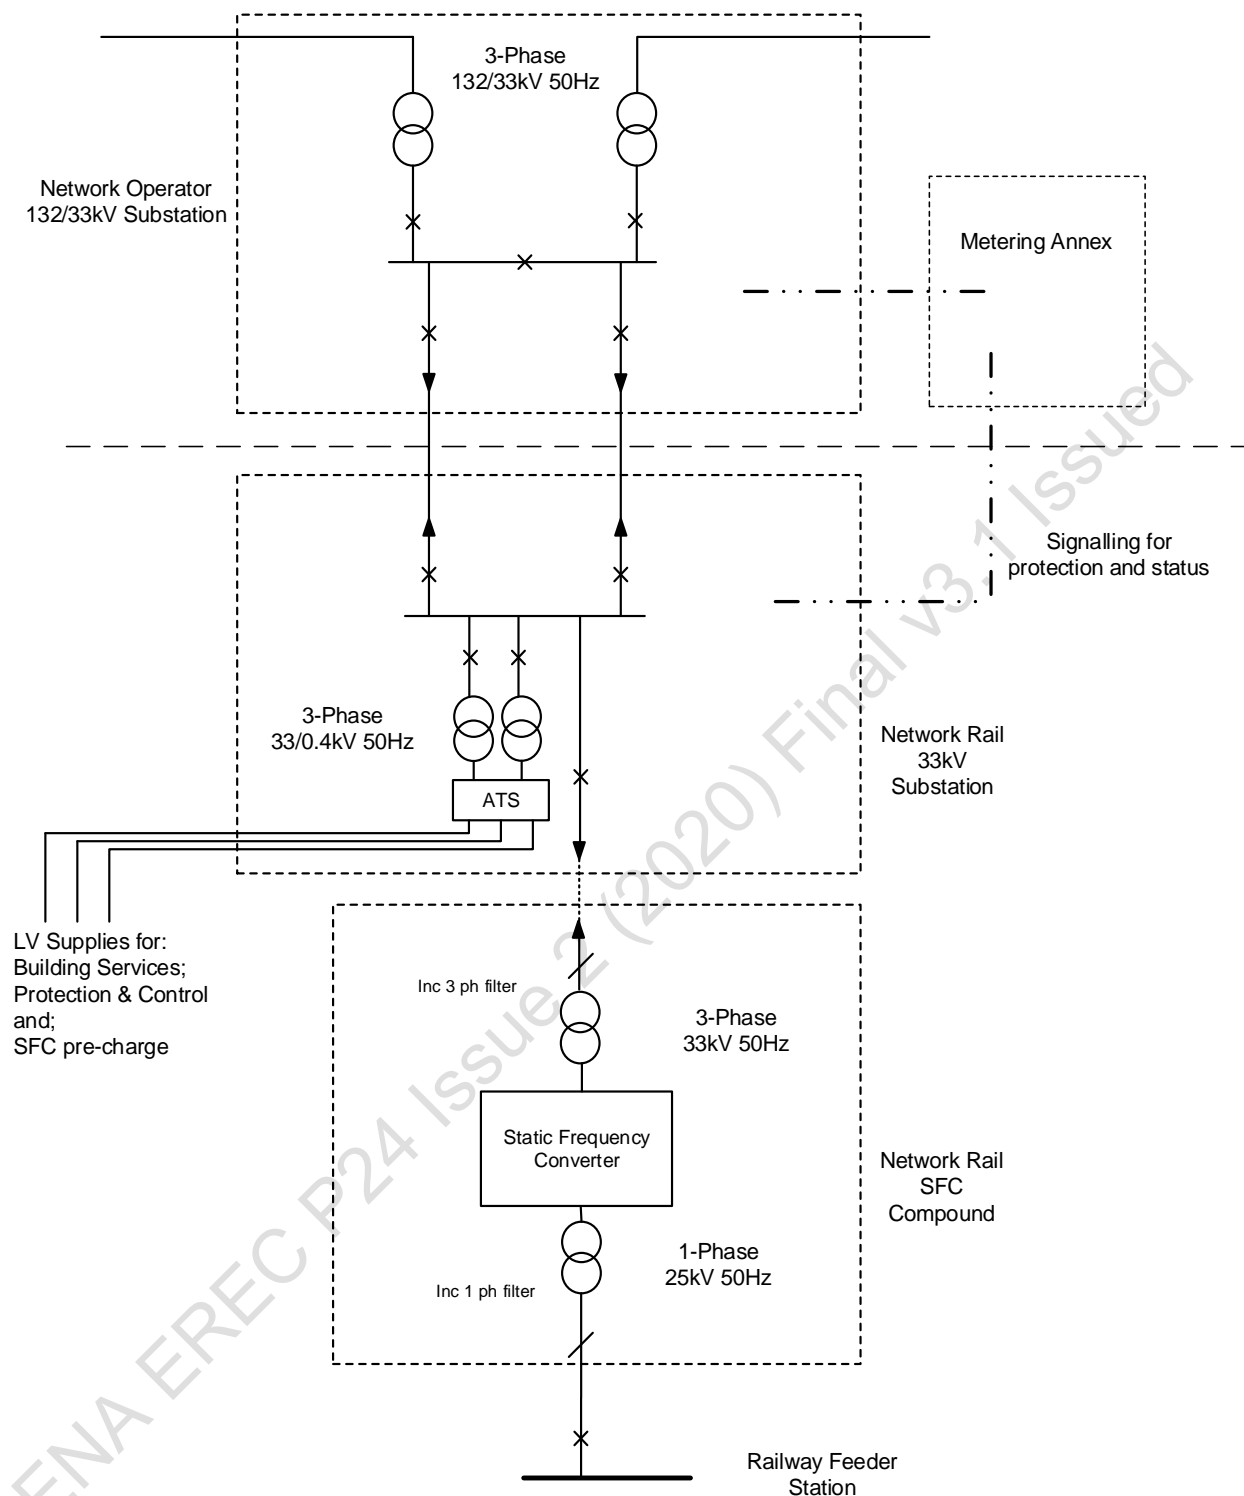 3-Phase
132/33kV 50Hz
Network Operator
132/33kV Substation
Metering Annex
Signalling for
protection and status
3-Phase
33/0.4kV 50Hz
ATS
Network Rail
33kV
Substation
LV Supplies for:
Building Services;
Protection & Control
and;
SFC pre-charge
Inc 3 ph filter
3-Phase
33kV 50Hz
Static Frequency
Converter
Network Rail
SFC
Compound
1-Phase
25kV 50Hz
Inc 1 ph filter
Railway Feeder
Station
ENA EREC P24 Issue 2 (2020) Final v3.1 Issued